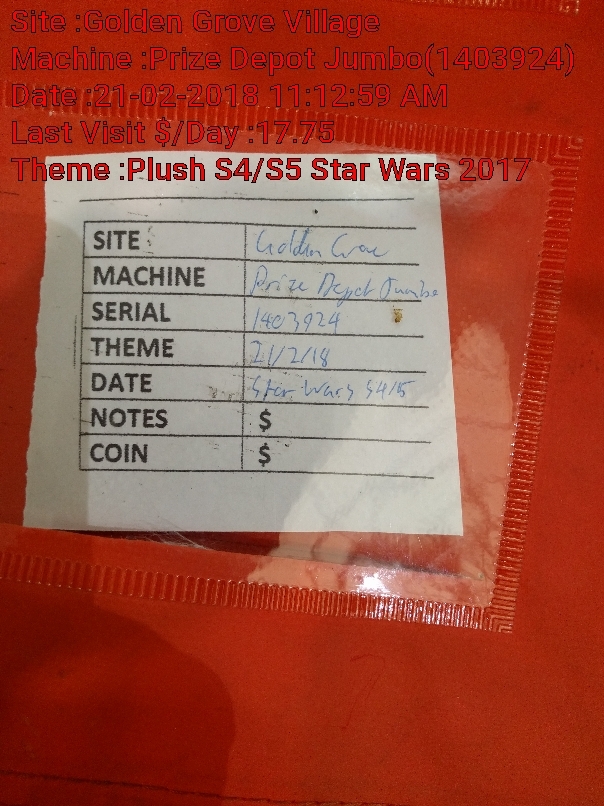 Site :Golden Grove Village
Machine :Prize Depot Jumbo(1403924)
Date :21-02-2018 11:12:59 AM
Last Visit $/Day :17.75
Theme :Plush S4/S5 Star Wars 2017
SITE Golden Grove
MACHINE Prize Depot Jumbo
SERIAL 1403924
THEME 21/2/18
DATE Star Wars S4/5
NOTES $
COIN $